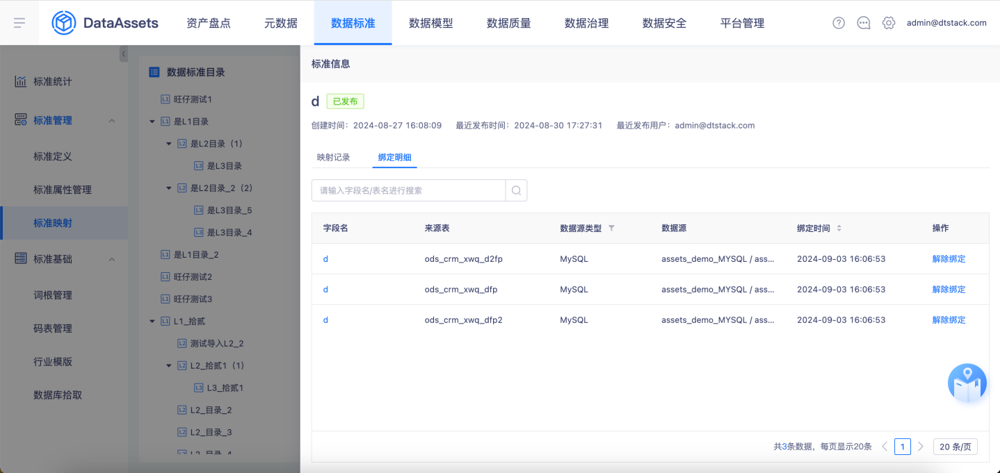 DataAssets 资产盘点 元数据 数据标准 数据模型 数据质量 数据治理 数据安全 平台管理 admin@dtstack.com
标准统计
标准管理
标准定义
标准属性管理
标准映射
标准基础
词根管理
码表管理
行业模版
数据库拾取
数据标准目录
L1 旺仔测试1
L1 是L1目录
L2 是L2目录（1）
L3 是L3目录
L2 是L2目录_2（2）
L3 是L3目录_5
L3 是L3目录_4
L1 是L1目录_2
L1 旺仔测试2
L1 旺仔测试3
L1 L1_拾贰
L2 测试导入L2_2
L2 L2_拾贰1（1）
L3 L3_拾贰1
L2 L2_目录_2
L2 L2_目录_3
L2 L2_目录_4
标准信息
d 已发布
创建时间：2024-08-27 16:08:09 最近发布时间：2024-08-30 17:27:31 最近发布用户：admin@dtstack.com
映射记录 绑定明细
请输入字段名/表名进行搜索
字段名 来源表 数据源类型 数据源 绑定时间 操作
d ods_crm_xwq_d2fp MySQL assets_demo_MYSQL / ass... 2024-09-03 16:06:53 解除绑定
d ods_crm_xwq_dfp MySQL assets_demo_MYSQL / ass... 2024-09-03 16:06:53 解除绑定
d ods_crm_xwq_dfp2 MySQL assets_demo_MYSQL / ass... 2024-09-03 16:06:53 解除绑定
共3条数据，每页显示20条 1 20 条/页